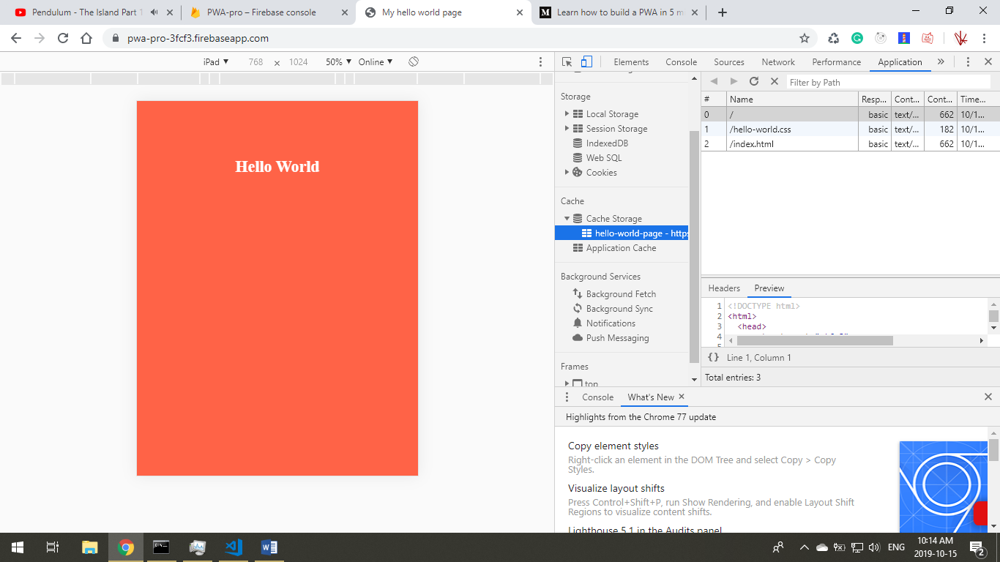 Pendulum - The Island Part 1
PWA-pro – Firebase console
My hello world page
Learn how to build a PWA in 5 m
pwa-pro-3fcf3.firebaseapp.com
iPad ▼ 768 × 1024 50% ▼ Online ▼
Elements Console Sources Network Performance Application »
Filter by Path
Storage
Local Storage
Session Storage
IndexedDB
Web SQL
Cookies
Cache
Cache Storage
hello-world-page - https
Application Cache
Background Services
Background Fetch
Background Sync
Notifications
Push Messaging
Frames
top
# Name Resp... Cont... Cont... Time...
0 / basic text/... 662 10/1...
1 /hello-world.css basic text/... 182 10/1...
2 /index.html basic text/... 662 10/1...
Headers Preview
1 <!DOCTYPE html>
2 <html>
3 <head>
4
5
{} Line 1, Column 1
Total entries: 3
Hello World
Console What's New
Highlights from the Chrome 77 update
Copy element styles
Right-click an element in the DOM Tree and select Copy > Copy
Styles.
Visualize layout shifts
Press Control+Shift+P, run Show Rendering, and enable Layout Shift
Regions to visualize content shifts.
Lighthouse 5.1 in the Audits panel
ENG
10:14 AM
2019-10-15
2